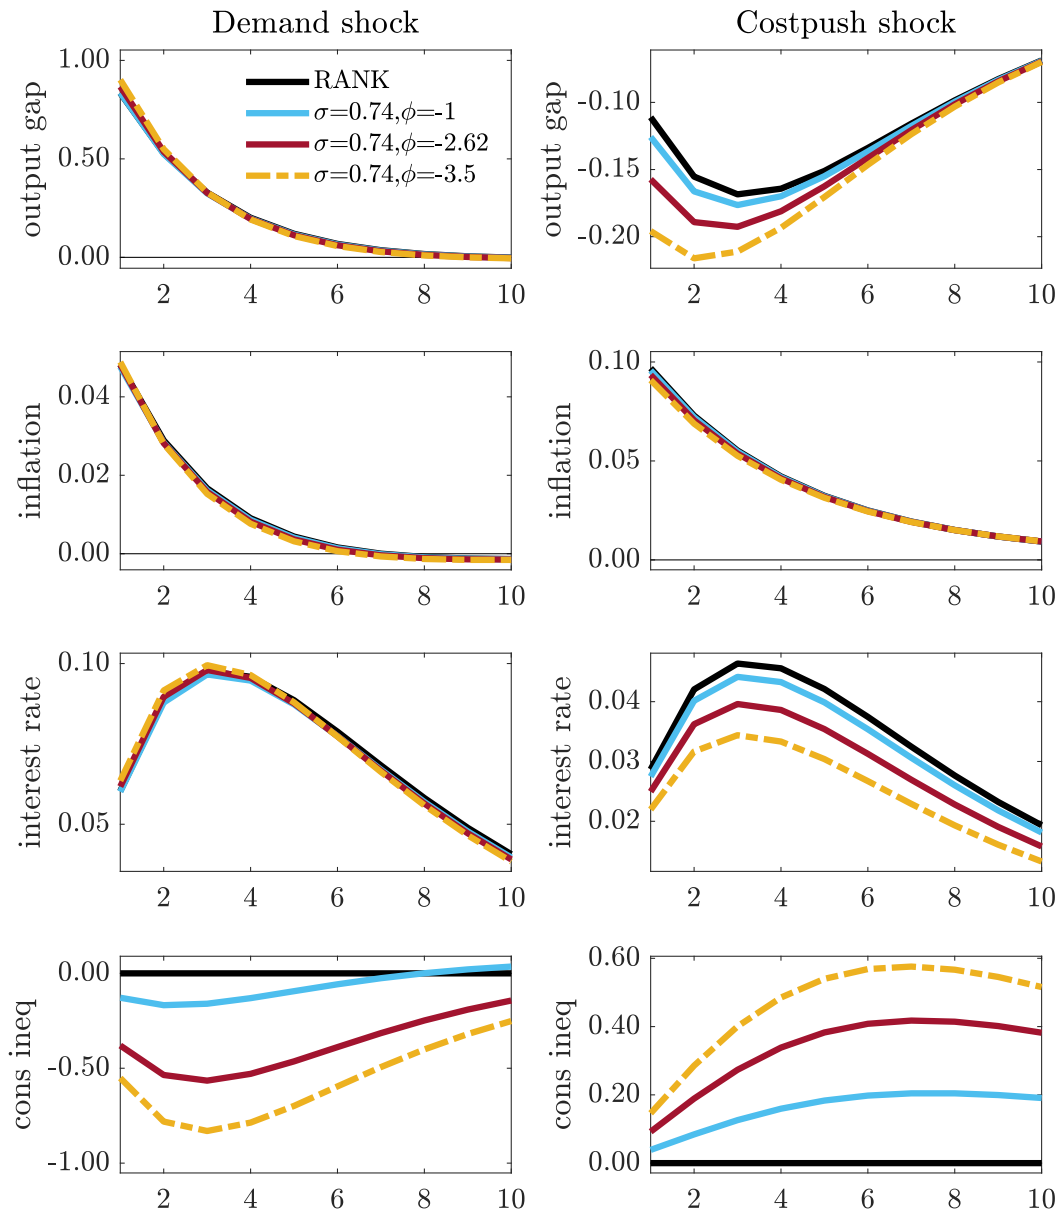 Demand shock
Costpush shock
1.00
0.50
0.00
output gap
RANK
σ=0.74,ϕ=-1
σ=0.74,ϕ=-2.62
σ=0.74,ϕ=-3.5
2 4 6 8 10
-0.10
-0.15
-0.20
output gap
2 4 6 8 10
0.04
0.02
0.00
inflation
2 4 6 8 10
0.10
0.05
0.00
inflation
2 4 6 8 10
0.10
0.05
interest rate
2 4 6 8 10
0.04
0.03
0.02
interest rate
2 4 6 8 10
0.00
-0.50
-1.00
cons ineq
2 4 6 8 10
0.60
0.40
0.20
0.00
cons ineq
2 4 6 8 10